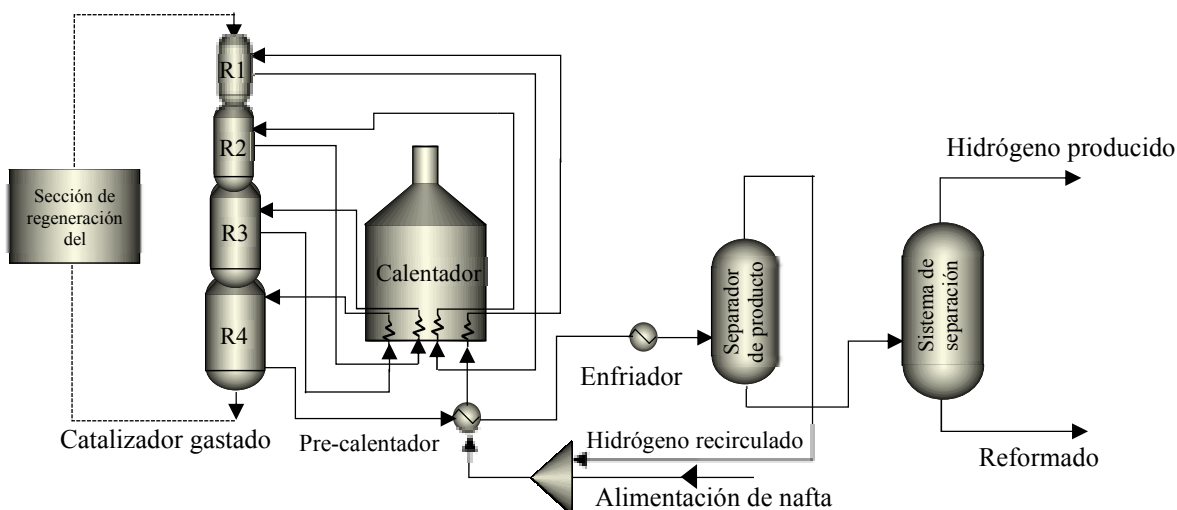 R1
R2
Sección de
regeneración
del
R3
R4
Catalizador gastado
Calentador
Pre-calentador
Enfriador
Separador
de producto
Hidrógeno recirculado
Alimentación de nafta
Sistema de
separación
Hidrógeno producido
Reformado